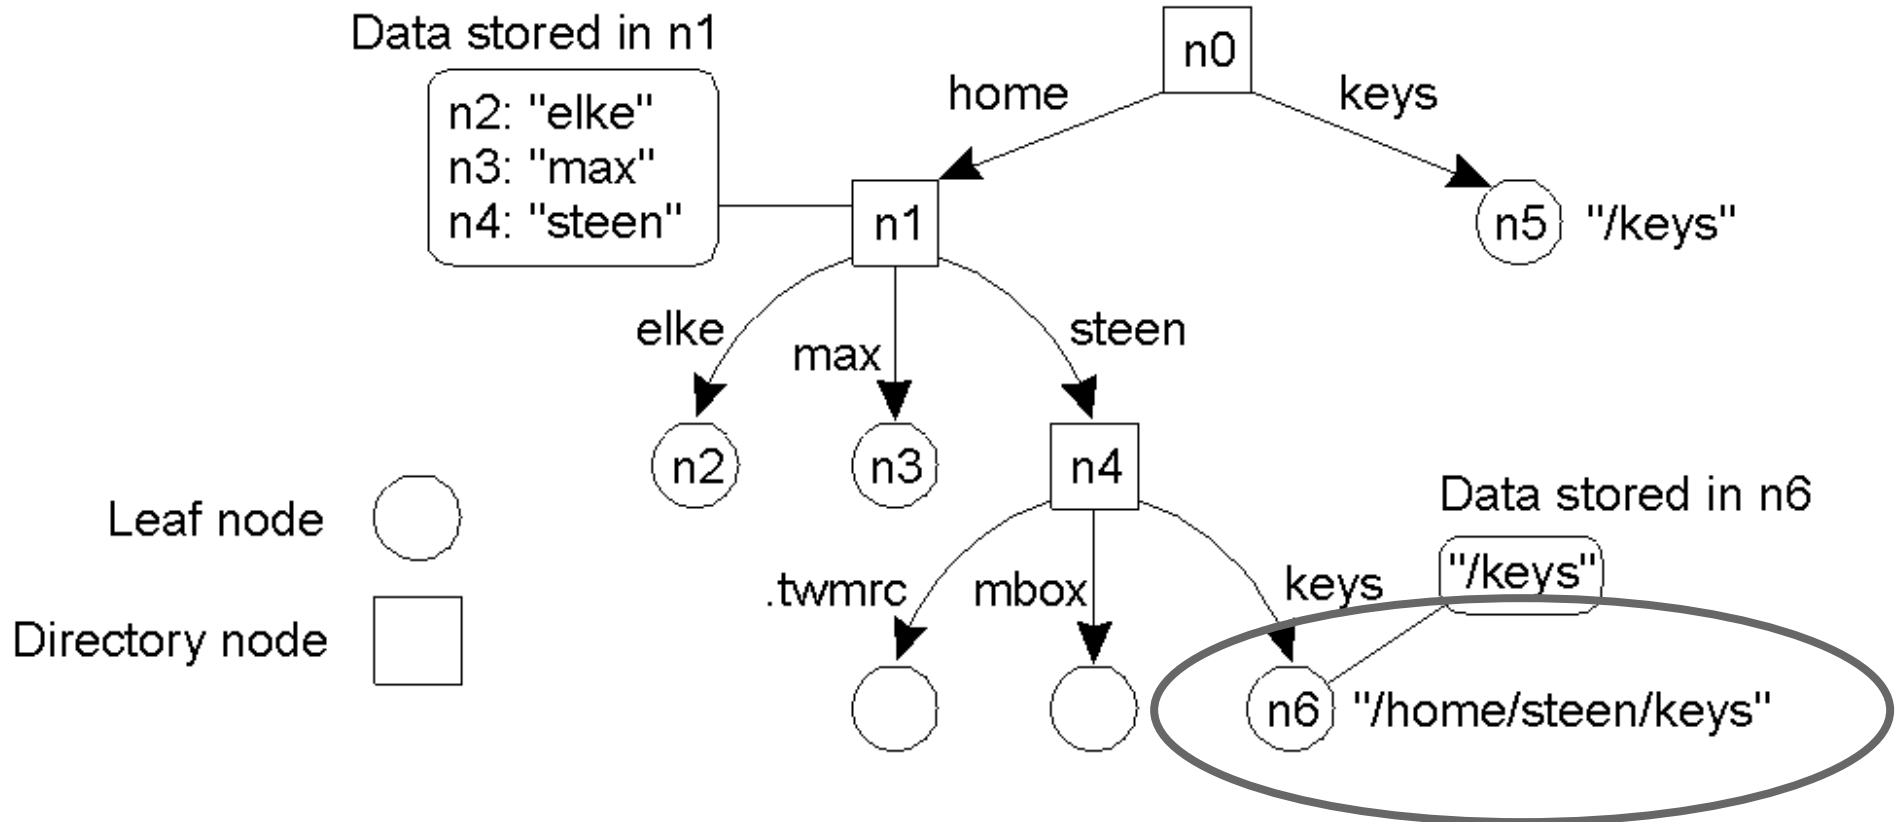 Data stored in n1
n0
home
keys
n2: "elke"
n3: "max"
n4: "steen"
n1
n5 "/keys"
elke
max
steen
n2
n3
n4
Data stored in n6
Leaf node
"/keys"
.twmrc
mbox
keys
Directory node
n6 "/home/steen/keys"